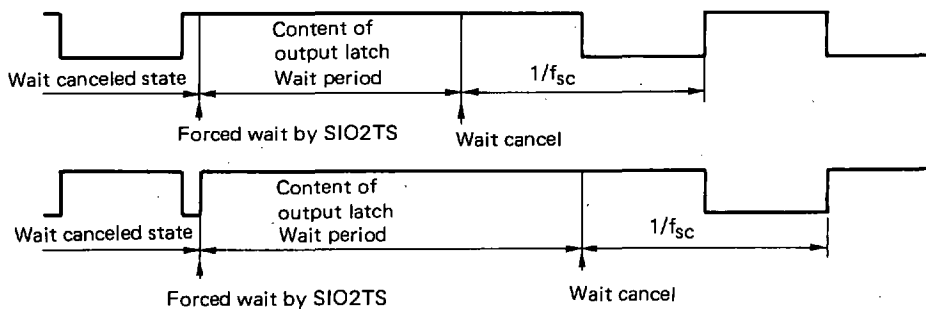 Content of
output latch
Wait period
Wait canceled state
1/fsc
Forced wait by SIO2TS
Wait cancel
Content of
output latch
Wait period
Wait canceled state
1/fsc
Forced wait by SIO2TS
Wait cancel